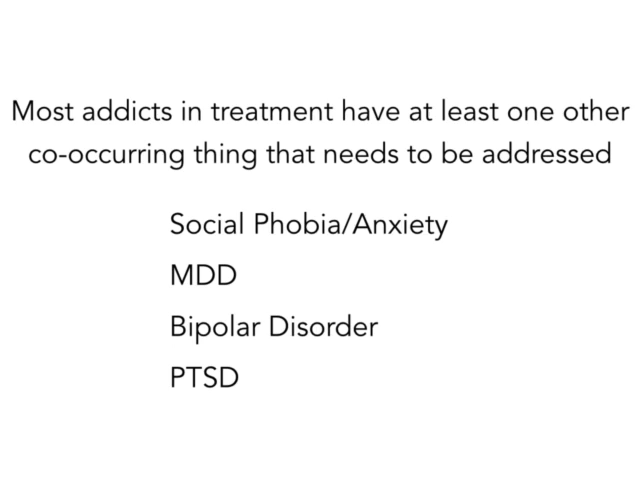 Most addicts in treatment have at least one other
co-occurring thing that needs to be addressed
Social Phobia/Anxiety
MDD
Bipolar Disorder
PTSD